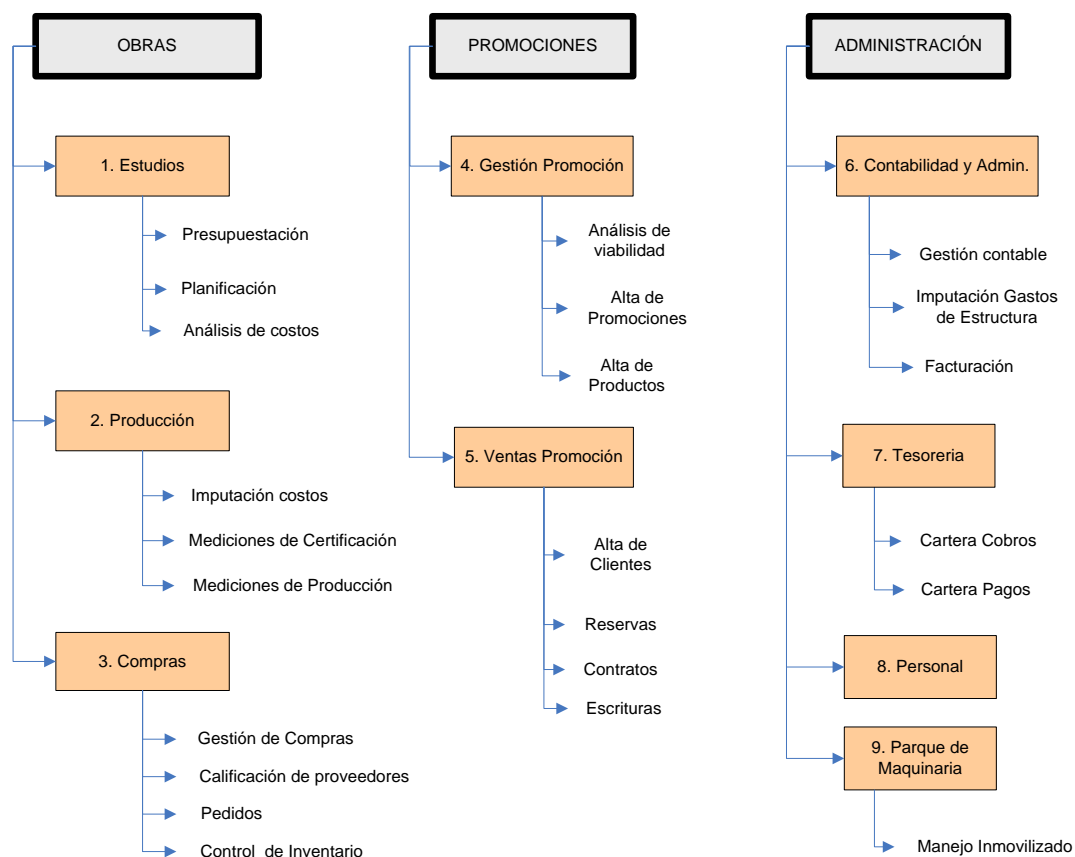 OBRAS
1. Estudios
Presupuestación
Planificación
Análisis de costos
2. Producción
Imputación costos
Mediciones de Certificación
Mediciones de Producción
3. Compras
Gestión de Compras
Calificación de proveedores
Pedidos
Control de Inventario
PROMOCIONES
4. Gestión Promoción
Análisis de
viabilidad
Alta de
Promociones
Alta de
Productos
5. Ventas Promoción
Alta de
Clientes
Reservas
Contratos
Escrituras
ADMINISTRACIÓN
6. Contabilidad y Admin.
Gestión contable
Imputación Gastos
de Estructura
Facturación
7. Tesoreria
Cartera Cobros
Cartera Pagos
8. Personal
9. Parque de
Maquinaria
Manejo Inmovilizado